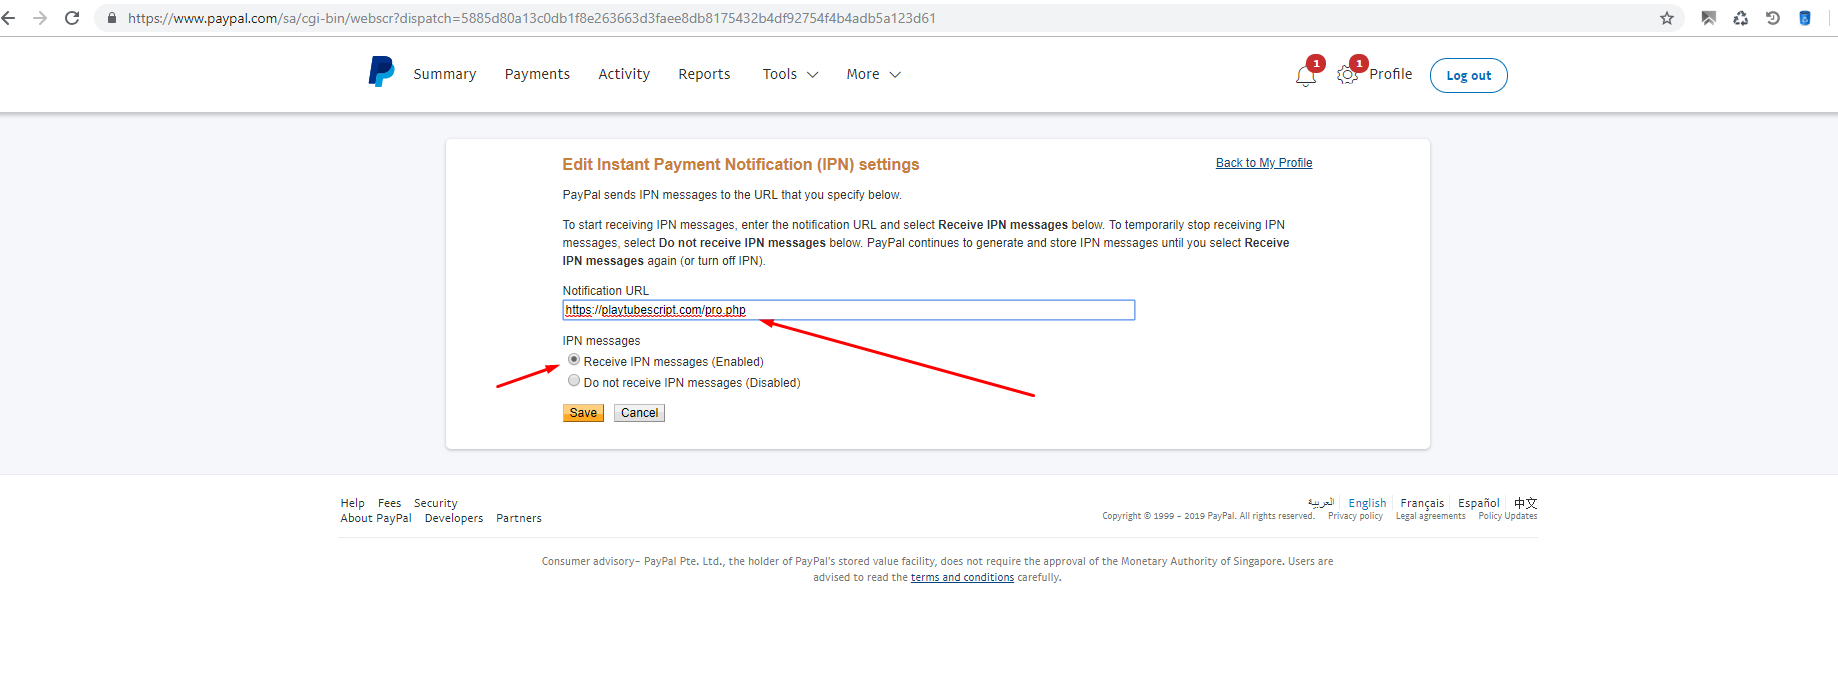 https://www.paypal.com/sa/cgi-bin/webscr?dispatch=5885d80a13c0db1f8e263663d3faee8db8175432b4df92754f4b4adb5a123d61
Summary Payments Activity Reports Tools More 1 1 Profile Log out
Edit Instant Payment Notification (IPN) settings Back to My Profile
PayPal sends IPN messages to the URL that you specify below.
To start receiving IPN messages, enter the notification URL and select Receive IPN messages below. To temporarily stop receiving IPN
messages, select Do not receive IPN messages below. PayPal continues to generate and store IPN messages until you select Receive
IPN messages again (or turn off IPN).
Notification URL
https://playtubescript.com/pro.php
IPN messages
Receive IPN messages (Enabled)
Do not receive IPN messages (Disabled)
Save Cancel
Help Fees Security
About PayPal Developers Partners
العربية English Français Español 中文
Copyright © 1999 - 2019 PayPal. All rights reserved. Privacy policy Legal agreements Policy Updates
Consumer advisory- PayPal Pte. Ltd., the holder of PayPal's stored value facility, does not require the approval of the Monetary Authority of Singapore. Users are
advised to read the terms and conditions carefully.